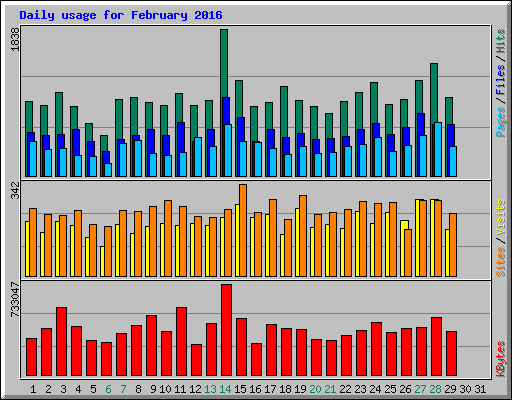 Daily usage for February 2016
1838
Pages / Files / Hits
342
Sites / Visits
733047
KBytes
1 2 3 4 5 6 7 8 9 10 11 12 13 14 15 16 17 18 19 20 21 22 23 24 25 26 27 28 29 30 31